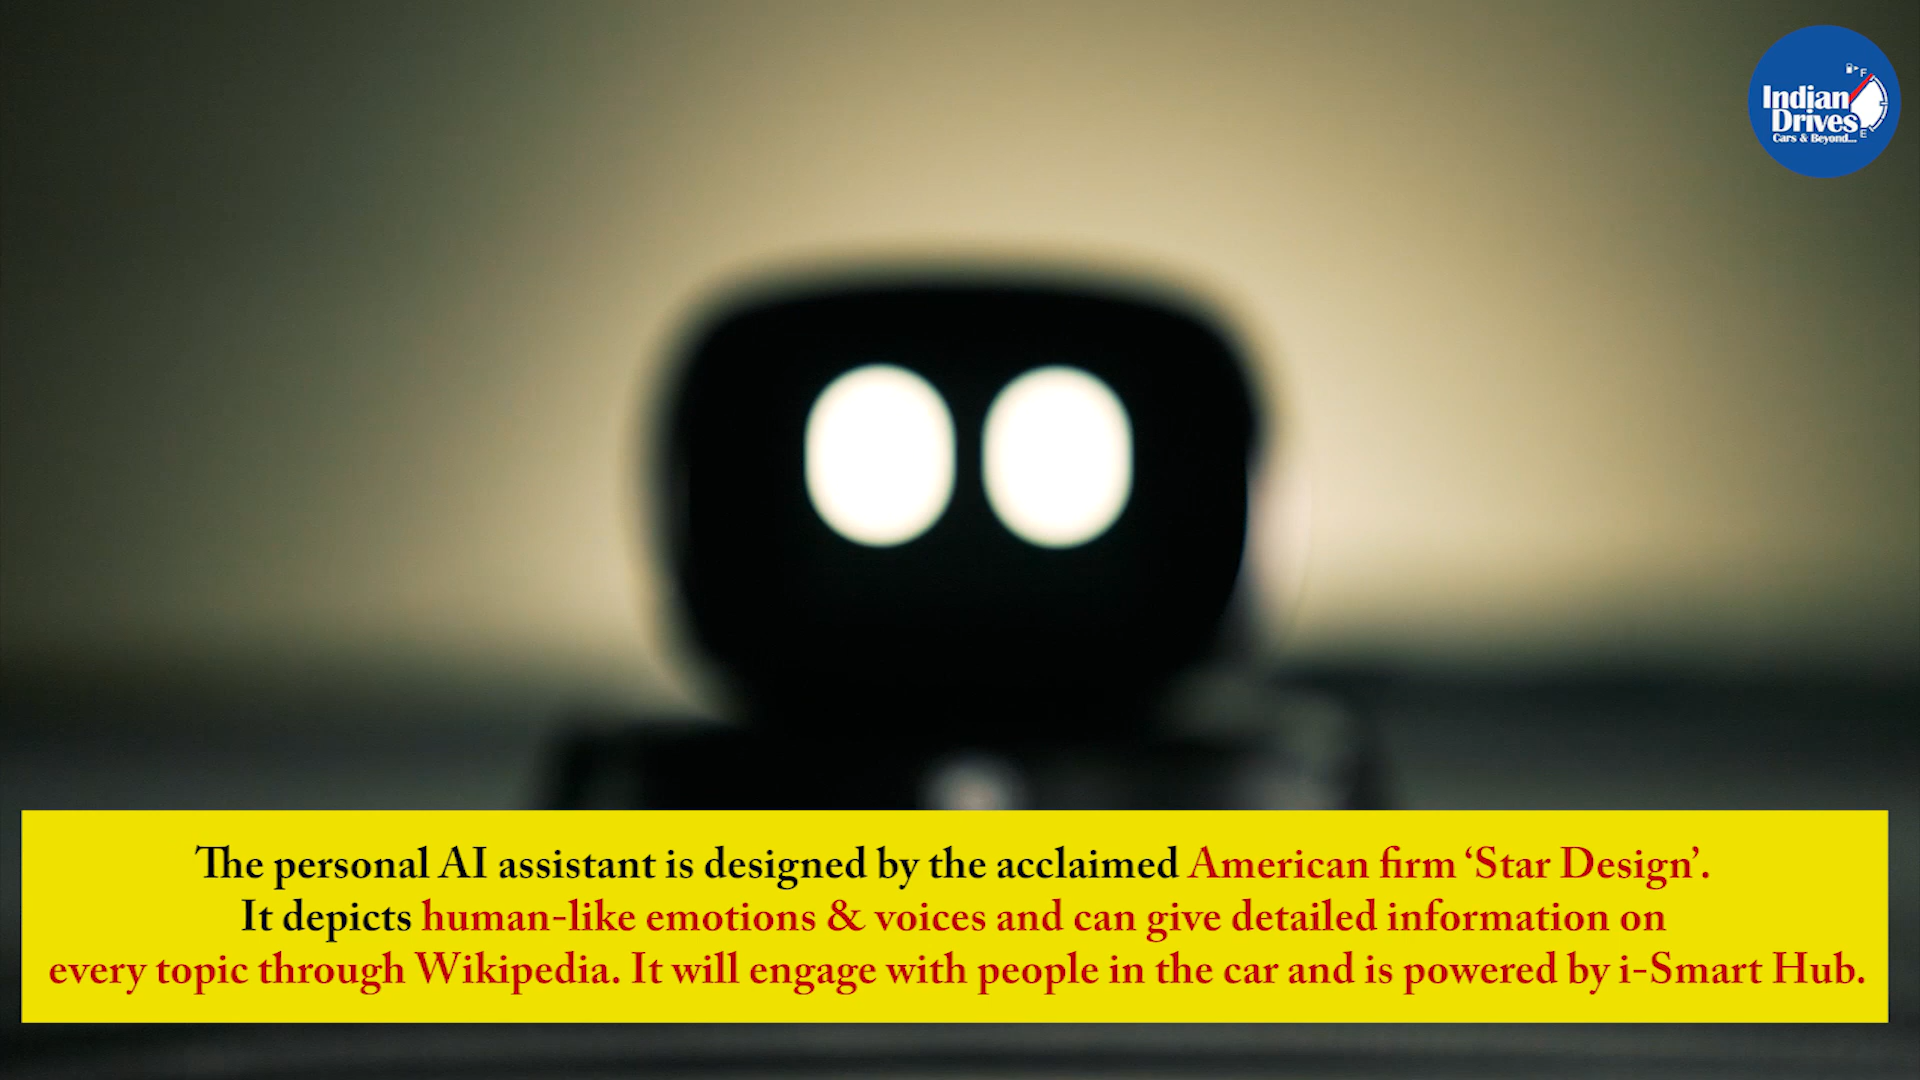 Indian
Drives
Cars & Beyond...
F
E
The personal AI assistant is designed by the acclaimed American firm ‘Star Design’.
It depicts human-like emotions & voices and can give detailed information on
every topic through Wikipedia. It will engage with people in the car and is powered by i-Smart Hub.